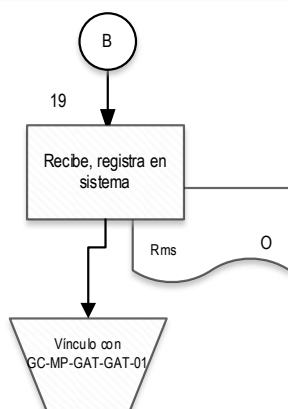 B
19
Recibe, registra en
sistema
Rms
O
Vínculo con
GC-MP-GAT-GAT-01